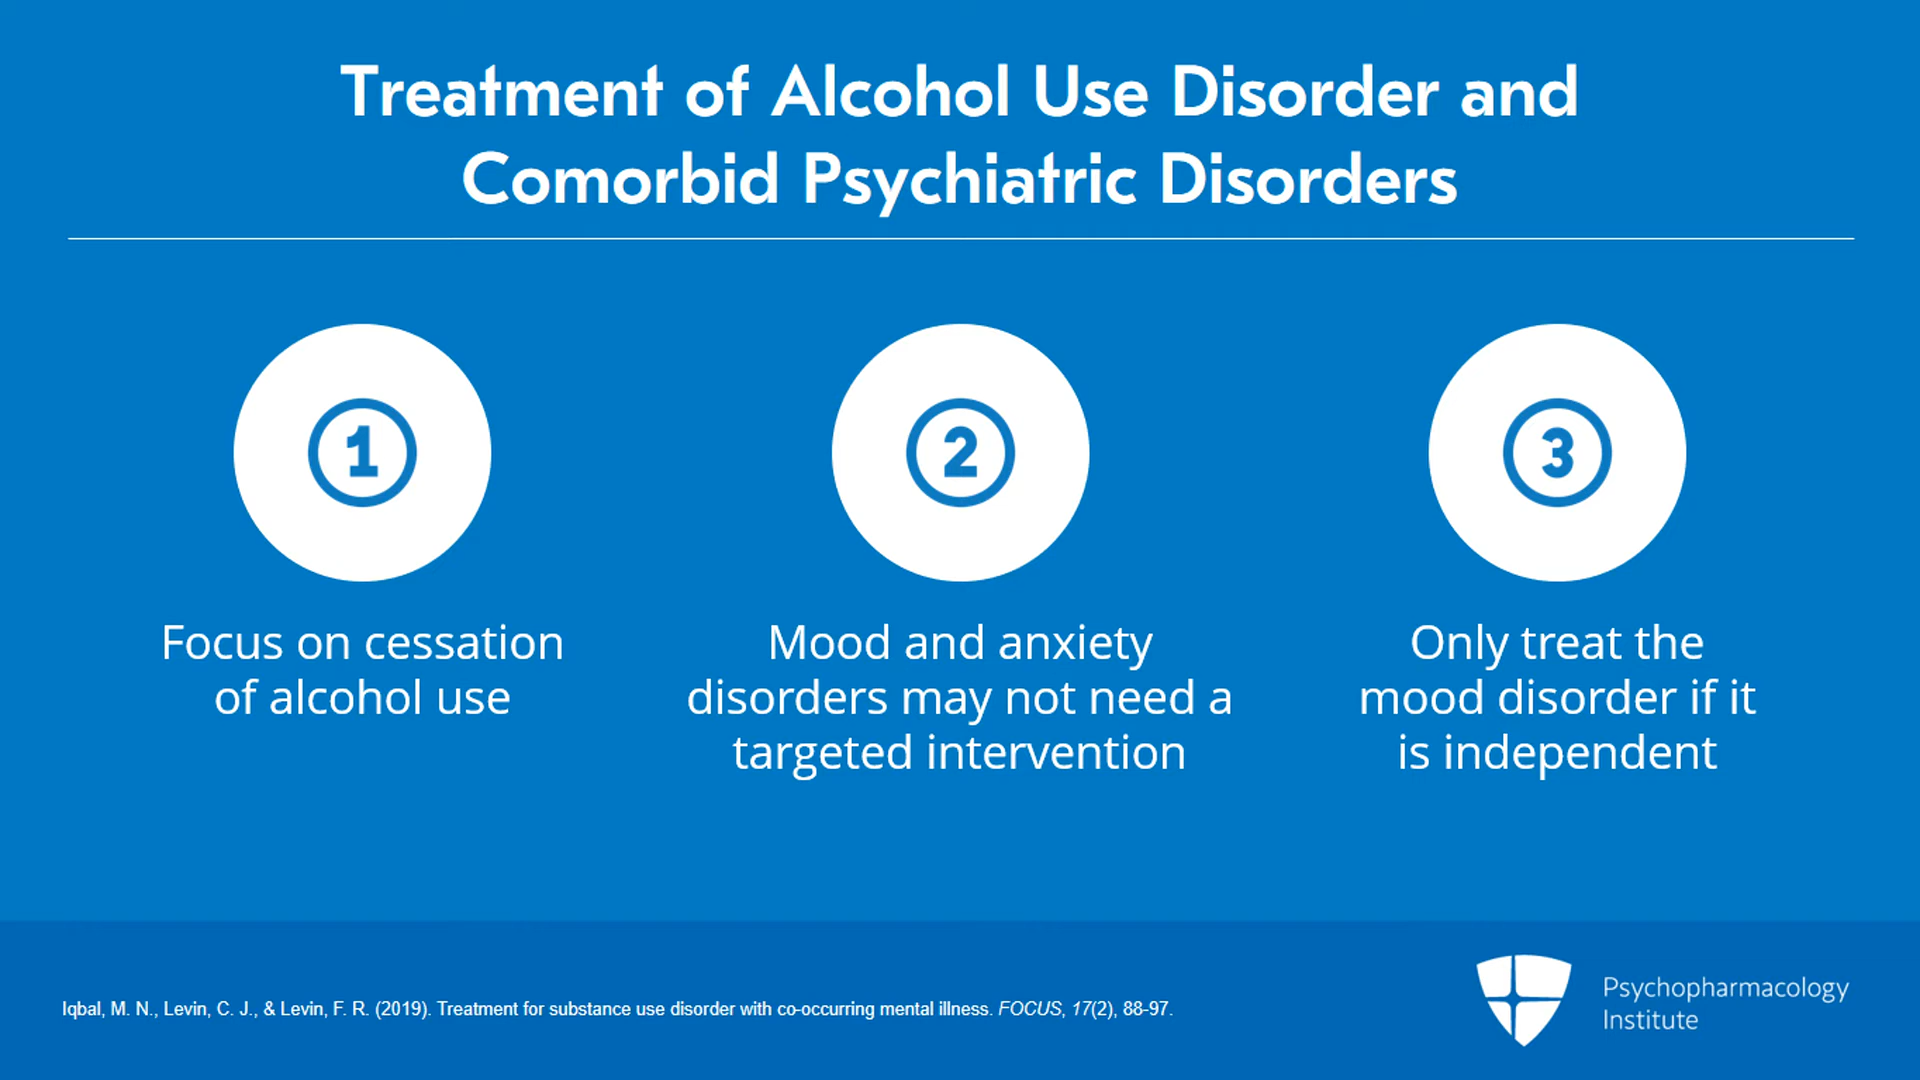 Treatment of Alcohol Use Disorder and
Comorbid Psychiatric Disorders
1
Focus on cessation
of alcohol use
2
Mood and anxiety
disorders may not need a
targeted intervention
3
Only treat the
mood disorder if it
is independent
Iqbal, M. N., Levin, C. J., & Levin, F. R. (2019). Treatment for substance use disorder with co-occurring mental illness. FOCUS, 17(2), 88-97.
Psychopharmacology
Institute